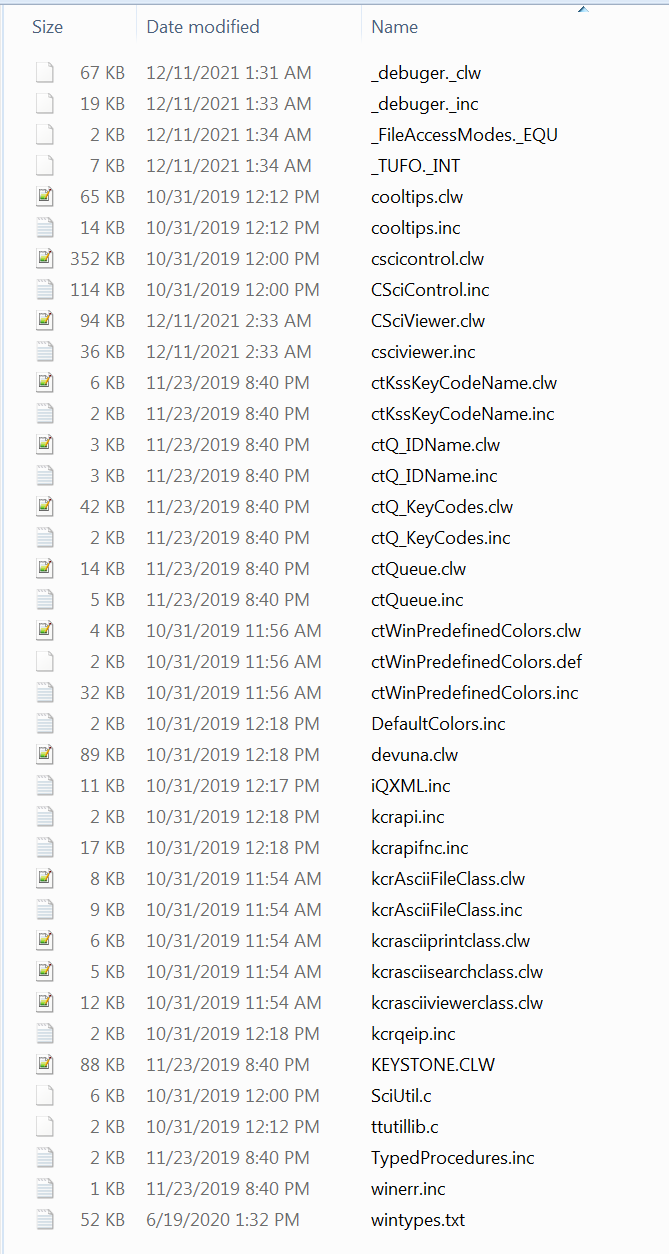 Size Date modified Name
67 KB 12/11/2021 1:31 AM _debuger._clw
19 KB 12/11/2021 1:33 AM _debuger._inc
2 KB 12/11/2021 1:34 AM _FileAccessModes._EQU
7 KB 12/11/2021 1:34 AM _TUFO._INT
65 KB 10/31/2019 12:12 PM cooltips.clw
14 KB 10/31/2019 12:12 PM cooltips.inc
352 KB 10/31/2019 12:00 PM cscicontrol.clw
114 KB 10/31/2019 12:00 PM CSciControl.inc
94 KB 12/11/2021 2:33 AM CSciViewer.clw
36 KB 12/11/2021 2:33 AM csciviewer.inc
6 KB 11/23/2019 8:40 PM ctKssKeyCodeName.clw
2 KB 11/23/2019 8:40 PM ctKssKeyCodeName.inc
3 KB 11/23/2019 8:40 PM ctQ_IDName.clw
3 KB 11/23/2019 8:40 PM ctQ_IDName.inc
42 KB 11/23/2019 8:40 PM ctQ_KeyCodes.clw
2 KB 11/23/2019 8:40 PM ctQ_KeyCodes.inc
14 KB 11/23/2019 8:40 PM ctQueue.clw
5 KB 11/23/2019 8:40 PM ctQueue.inc
4 KB 10/31/2019 11:56 AM ctWinPredefinedColors.clw
2 KB 10/31/2019 11:56 AM ctWinPredefinedColors.def
32 KB 10/31/2019 11:56 AM ctWinPredefinedColors.inc
2 KB 10/31/2019 12:18 PM DefaultColors.inc
89 KB 10/31/2019 12:18 PM devuna.clw
11 KB 10/31/2019 12:17 PM iQXML.inc
2 KB 10/31/2019 12:18 PM kcrapi.inc
17 KB 10/31/2019 12:18 PM kcrapifnc.inc
8 KB 10/31/2019 11:54 AM kcrAsciiFileClass.clw
9 KB 10/31/2019 11:54 AM kcrAsciiFileClass.inc
6 KB 10/31/2019 11:54 AM kcrasciiprintclass.clw
5 KB 10/31/2019 11:54 AM kcrasciisearchclass.clw
12 KB 10/31/2019 11:54 AM kcrasciiviewerclass.clw
2 KB 10/31/2019 12:18 PM kcrqeip.inc
88 KB 11/23/2019 8:40 PM KEYSTONE.CLW
6 KB 10/31/2019 12:00 PM SciUtil.c
2 KB 10/31/2019 12:12 PM ttutillib.c
2 KB 11/23/2019 8:40 PM TypedProcedures.inc
1 KB 11/23/2019 8:40 PM winerr.inc
52 KB 6/19/2020 1:32 PM wintypes.txt